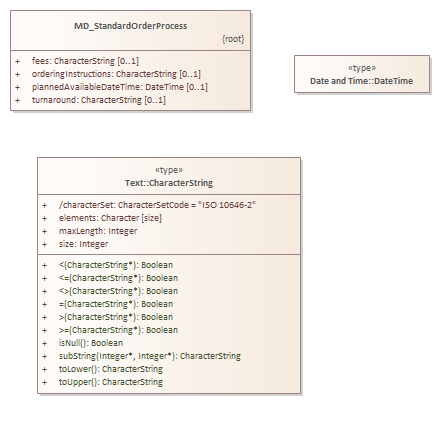 MD_StandardOrderProcess
{root}
+ fees: CharacterString [0..1]
+ orderingInstructions: CharacterString [0..1]
+ plannedAvailableDateTime: DateTime [0..1]
+ turnaround: CharacterString [0..1]
«type»
Date and Time::DateTime
«type»
Text::CharacterString
+ /characterSet: CharacterSetCode = "ISO 10646-2"
+ elements: Character [size]
+ maxLength: Integer
+ size: Integer
+ <(CharacterString*): Boolean
+ <=(CharacterString*): Boolean
+ <>(CharacterString*): Boolean
+ =(CharacterString*): Boolean
+ >(CharacterString*): Boolean
+ >=(CharacterString*): Boolean
+ isNull(): Boolean
+ subString(Integer*, Integer*): CharacterString
+ toLower(): CharacterString
+ toUpper(): CharacterString